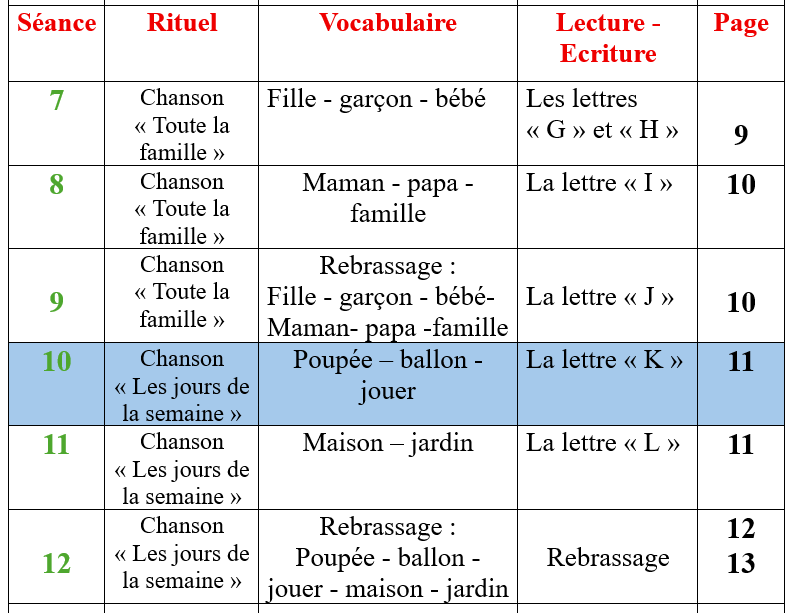 Séance Rituel Vocabulaire Lecture - Page
Ecriture
7 Chanson Fille - garçon - bébé Les lettres
« Toute la « G » et « H » 9
famille »
8 Chanson Maman - papa - La lettre « I » 10
« Toute la famille
famille »
Chanson Rebrassage :
9 « Toute la Fille - garçon - bébé- La lettre « J » 10
famille » Maman- papa -famille
10 Chanson Poupée – ballon - La lettre « K » 11
« Les jours de jouer
la semaine »
11 Chanson Maison – jardin La lettre « L » 11
« Les jours de
la semaine »
Chanson Rebrassage : 12
12 « Les jours de Poupée - ballon - Rebrassage 13
la semaine » jouer - maison - jardin